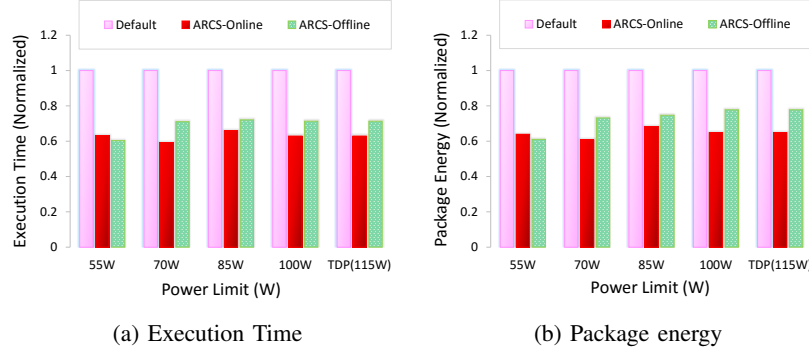 Default ARCS-Online ARCS-Offline
Execution Time (Normalized)
1.2
1
0.8
0.6
0.4
0.2
0
55W 70W 85W 100W TDP(115W)
Power Limit (W)
(a) Execution Time
Default ARCS-Online ARCS-Offline
Package Energy (Normalized)
1.2
1
0.8
0.6
0.4
0.2
0
55W 70W 85W 100W TDP(115W)
Power Limit (W)
(b) Package energy